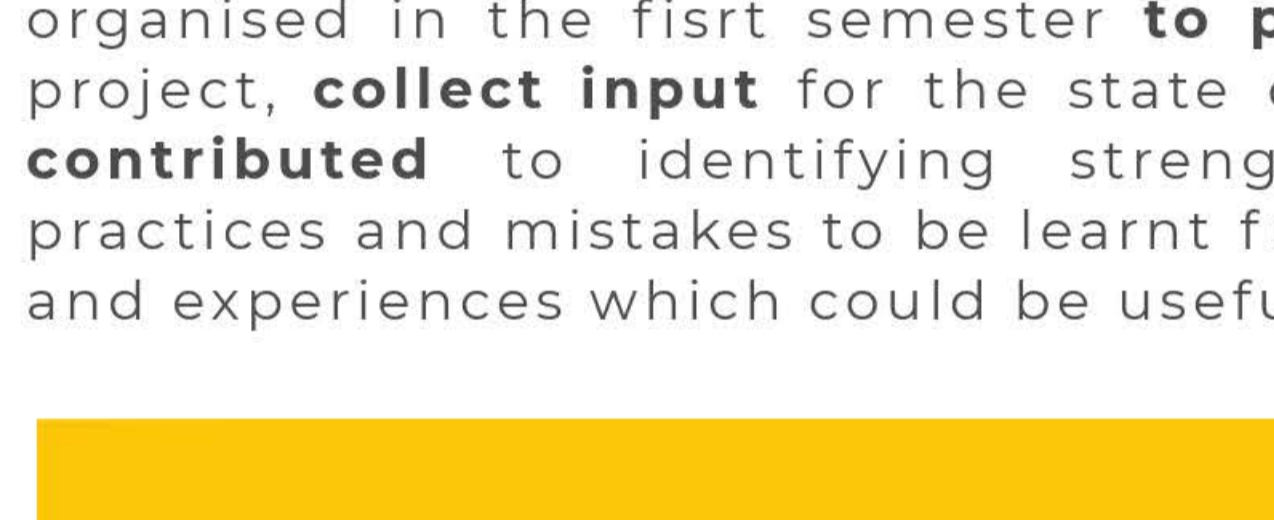 organised in the fisrt semester to p
project, collect input for the state
contributed to identifying streng
practices and mistakes to be learnt f
and experiences which could be usefu